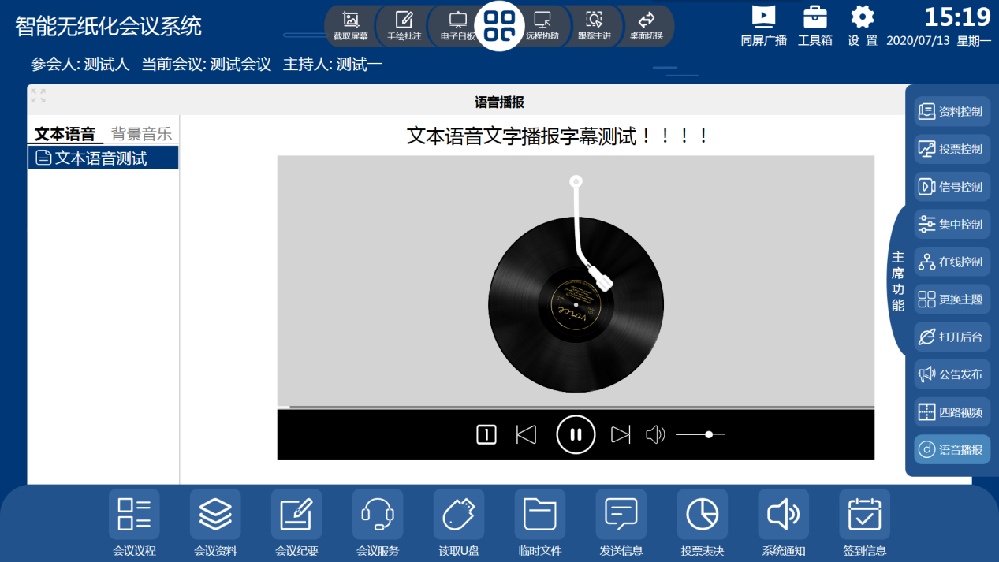 智能无纸化会议系统
截取屏幕
手绘批注
电子白板
远程协助
跟踪主讲
桌面切换
同屏广播
工具箱
设 置
15:19
2020/07/13 星期一
参会人: 测试人 当前会议: 测试会议 主持人: 测试一
语音播报
文本语音 背景音乐
文本语音测试
文本语音文字播报字幕测试！！！！
voice
1
主席功能
资料控制
投票控制
信号控制
集中控制
在线控制
更换主题
打开后台
公告发布
四路视频
语音播报
会议议程
会议资料
会议纪要
会议服务
读取U盘
临时文件
发送信息
投票表决
系统通知
签到信息